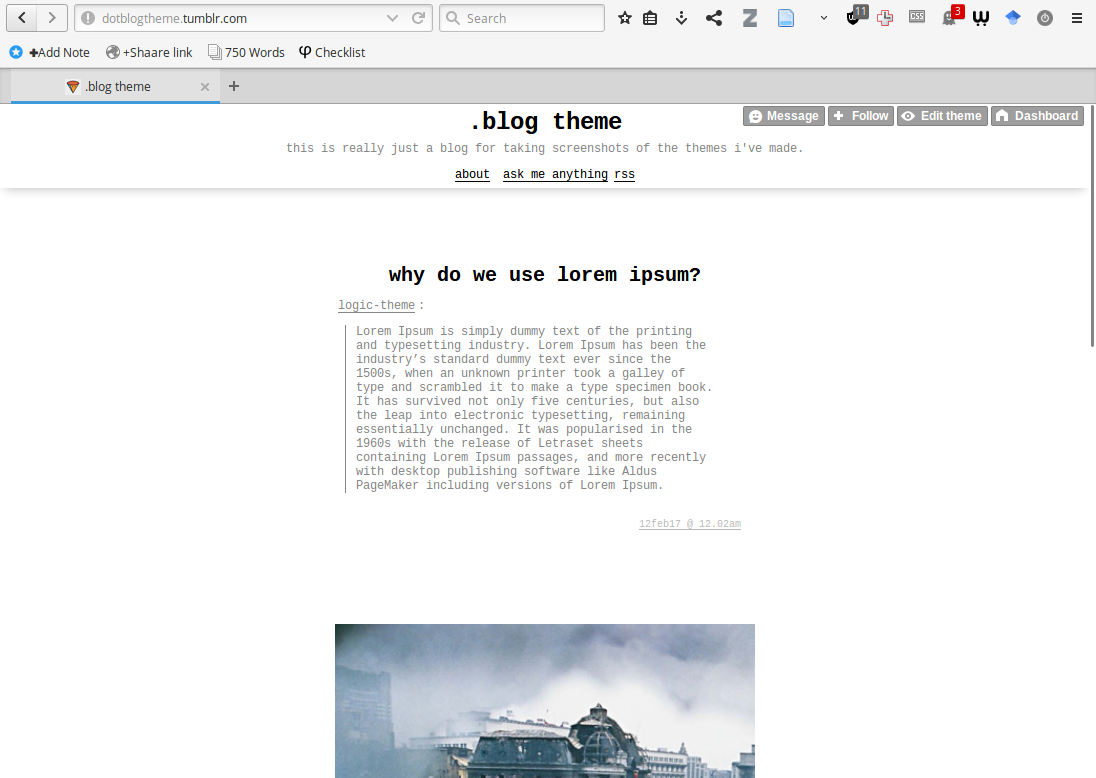 dotblogtheme.tumblr.com
Search
CSS
11
3
+Add Note
+Shaare link
750 Words
Checklist
.blog theme
.blog theme
Message
Follow
Edit theme
Dashboard
this is really just a blog for taking screenshots of the themes i've made.
about ask me anything rss
why do we use lorem ipsum?
logic-theme :
Lorem Ipsum is simply dummy text of the printing
and typesetting industry. Lorem Ipsum has been the
industry’s standard dummy text ever since the
1500s, when an unknown printer took a galley of
type and scrambled it to make a type specimen book.
It has survived not only five centuries, but also
the leap into electronic typesetting, remaining
essentially unchanged. It was popularised in the
1960s with the release of Letraset sheets
containing Lorem Ipsum passages, and more recently
with desktop publishing software like Aldus
PageMaker including versions of Lorem Ipsum.
12feb17 @ 12.02am